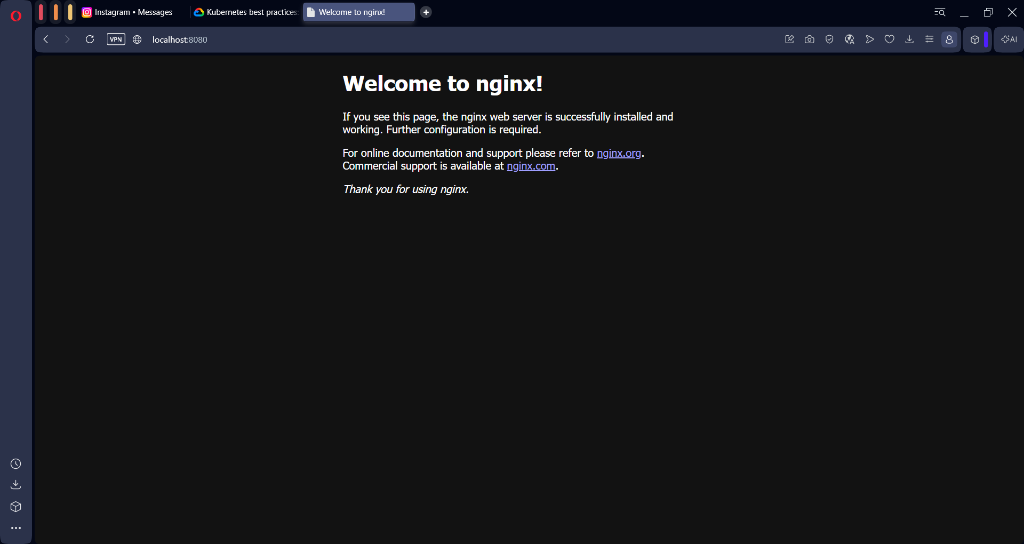 Instagram • Messages
Kubernetes best practices
Welcome to nginx!
VPN
localhost:8080
AI
Welcome to nginx!
If you see this page, the nginx web server is successfully installed and
working. Further configuration is required.
For online documentation and support please refer to nginx.org.
Commercial support is available at nginx.com.
Thank you for using nginx.